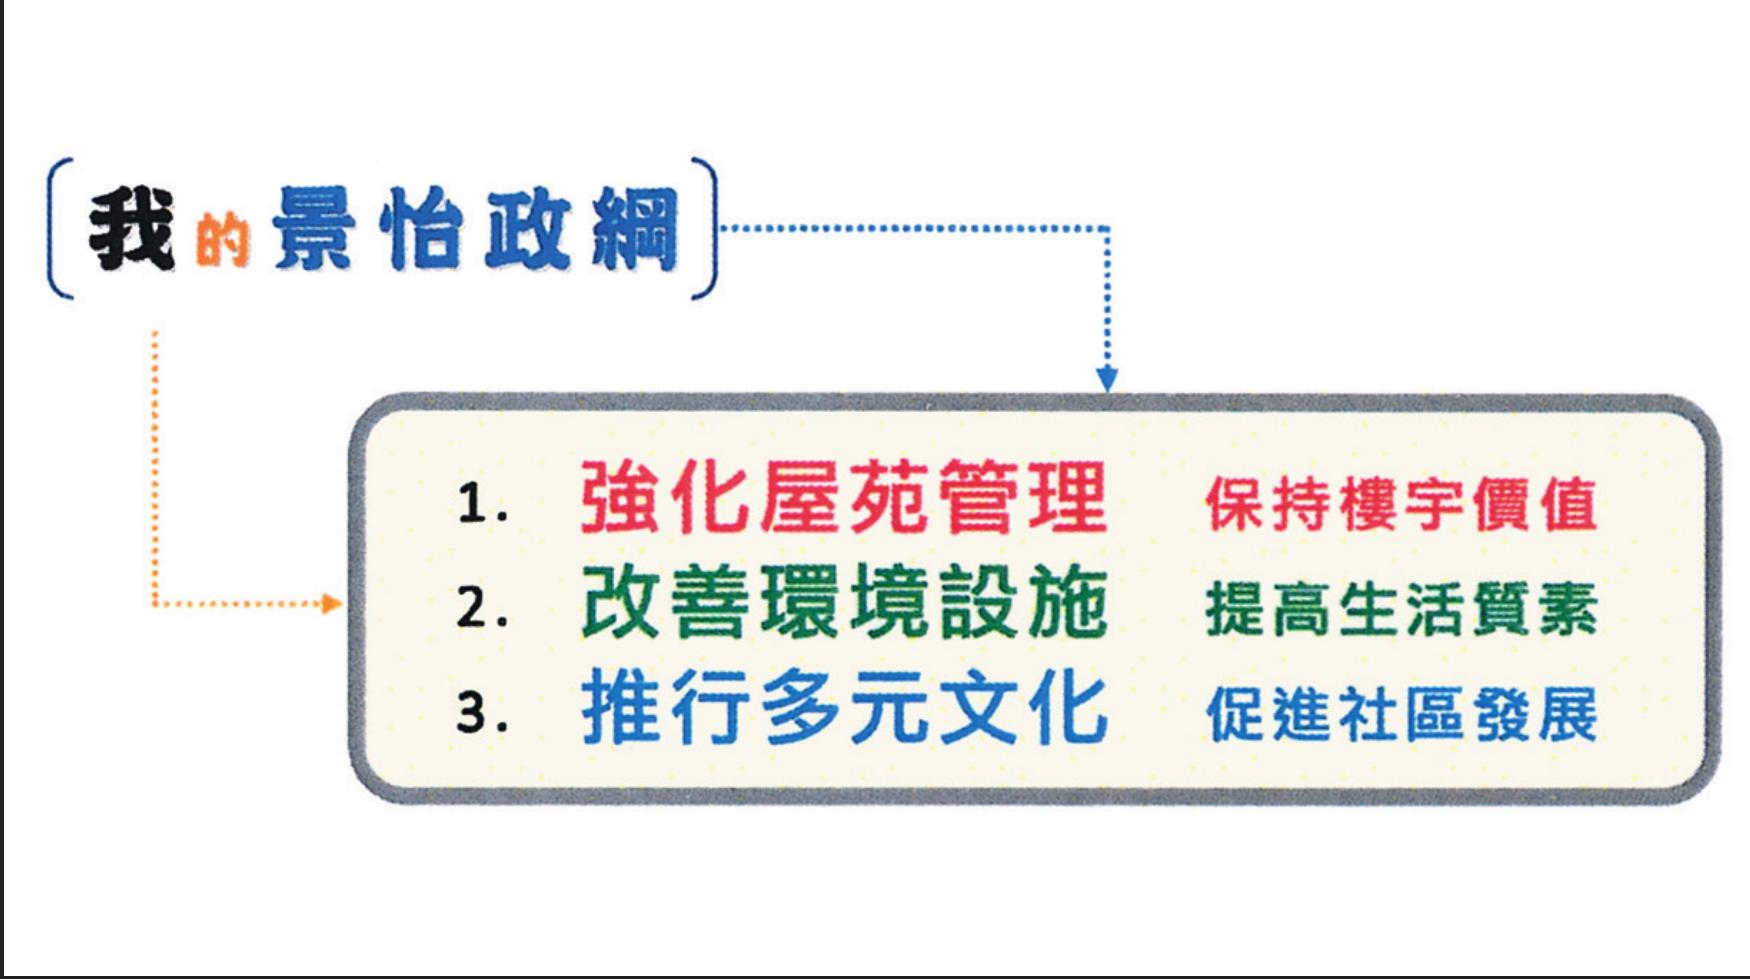 我的景怡政綱
1. 強化屋苑管理 保持樓宇價值
2. 改善環境設施 提高生活質素
3. 推行多元文化 促進社區發展